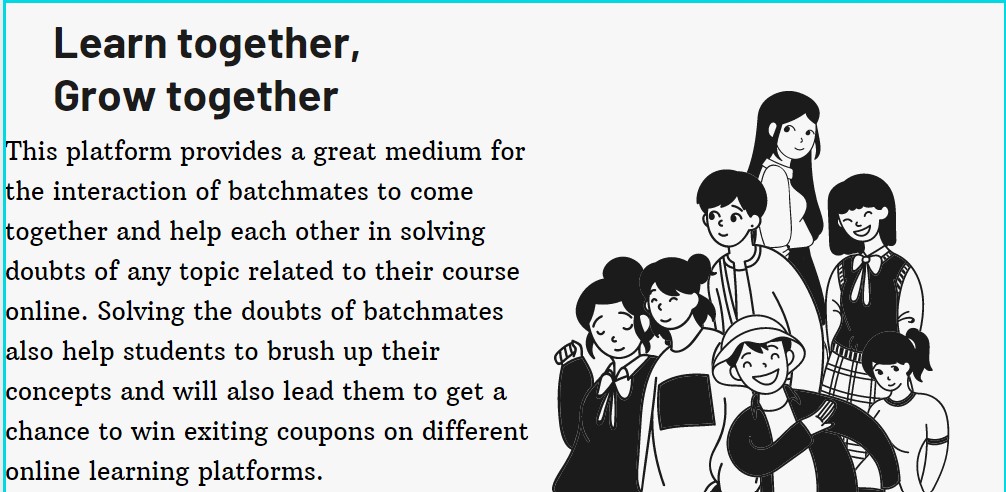 Learn together,
Grow together
This platform provides a great medium for
the interaction of batchmates to come
together and help each other in solving
doubts of any topic related to their course
online. Solving the doubts of batchmates
also help students to brush up their
concepts and will also lead them to get a
chance to win exiting coupons on different
online learning platforms.